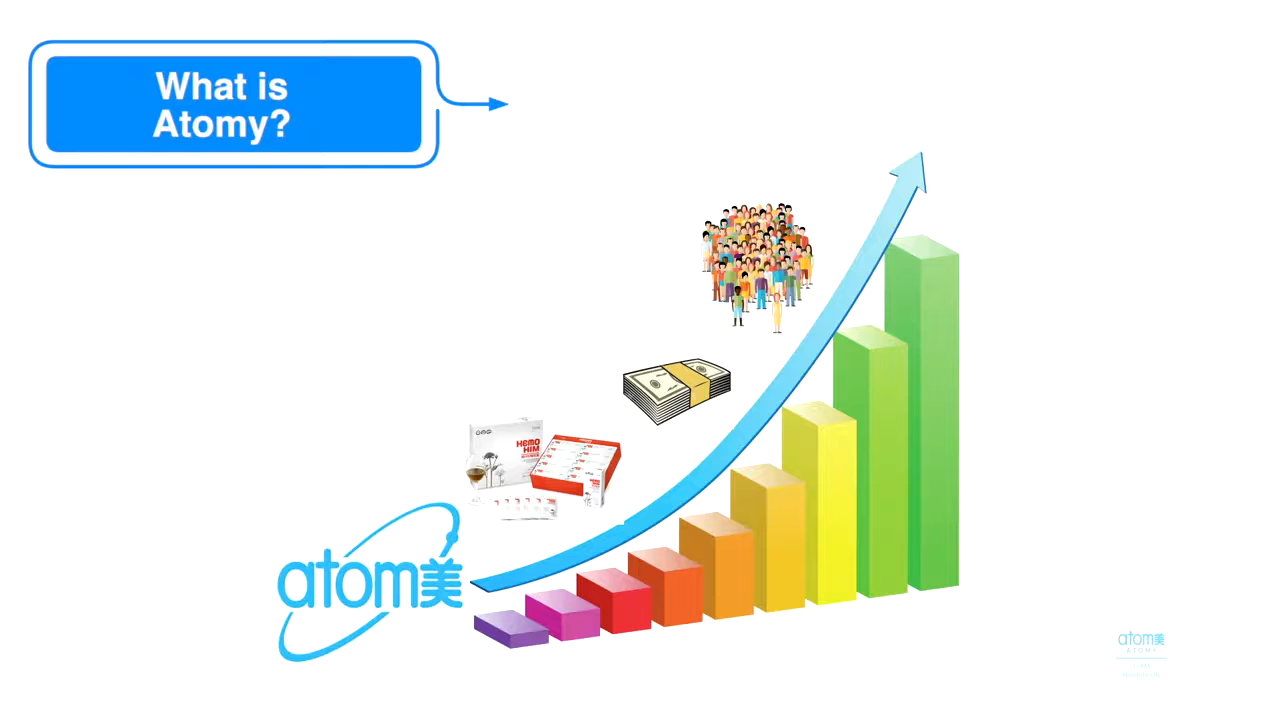 What is
Atomy?
HEMO
HIM
atom美
atom美
ATOMY